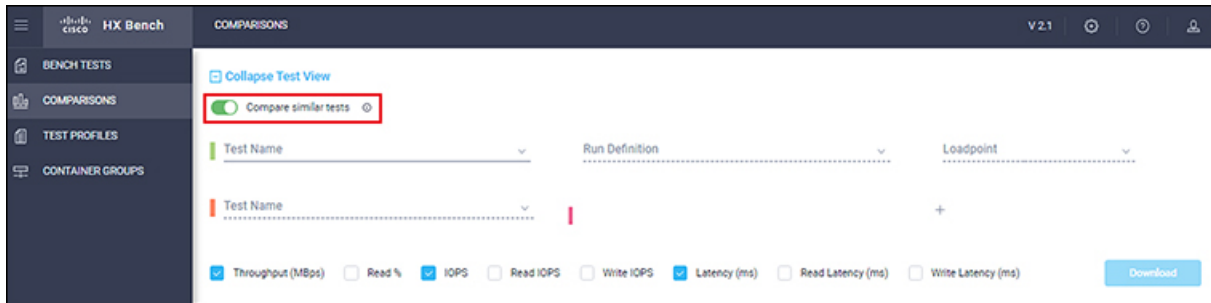 cisco HX Bench COMPARISONS V 2.1
BENCH TESTS
Collapse Test View
COMPARISONS
Compare similar tests
TEST PROFILES
Test Name Run Definition Loadpoint
CONTAINER GROUPS
Test Name
Throughput (MBps) Read % IOPS Read IOPS Write IOPS Latency (ms) Read Latency (ms) Write Latency (ms) Download